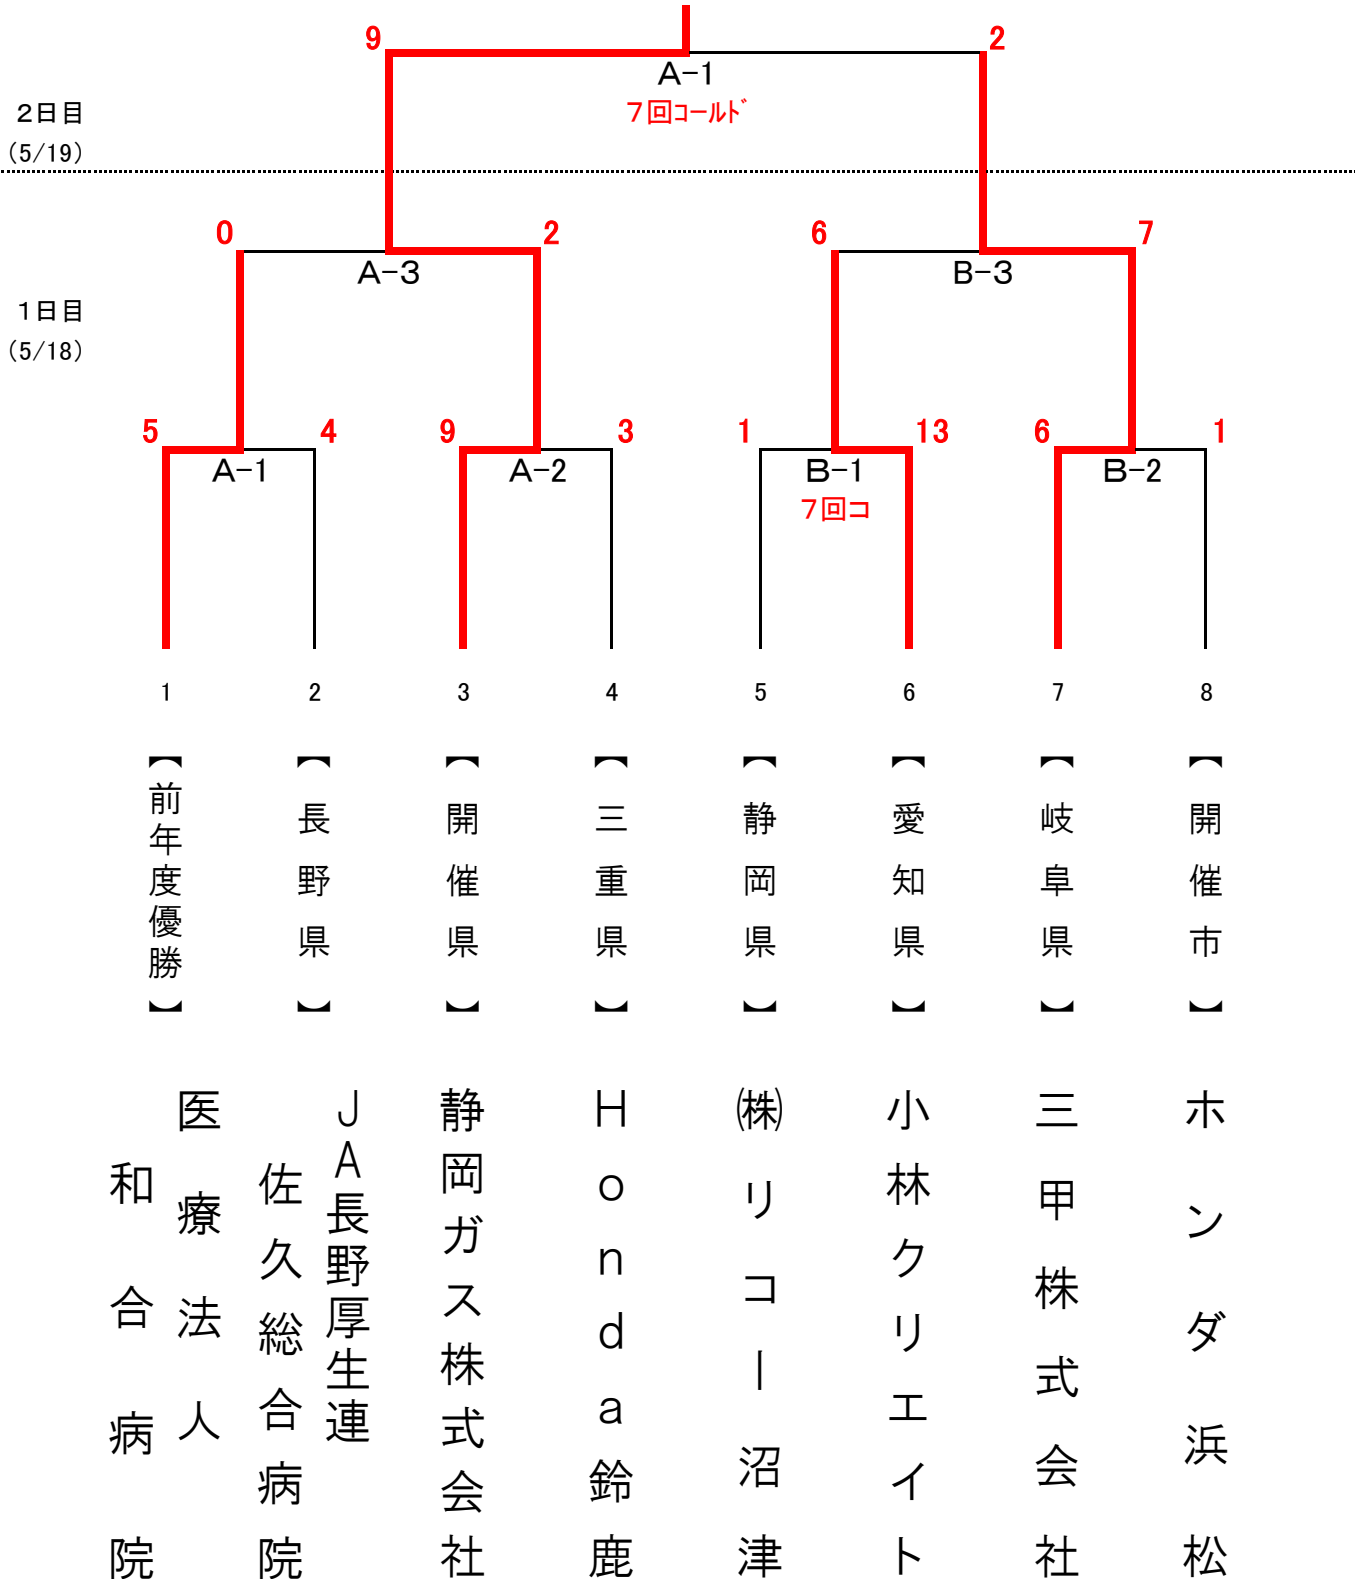 9 2
A-1
7回コールド
2日目
(5/19)
0 2 6 7
A-3 B-3
1日目
(5/18)
5 4 9 3 1 13 6 1
A-1 A-2 B-1 B-2
7回コ
1 2 3 4 5 6 7 8
【前年度優勝】
【長野県】
【開催県】
【三重県】
【静岡県】
【愛知県】
【岐阜県】
【開催市】
医療法人
和合病院
JA長野厚生連
佐久総合病院
静岡ガス株式会社
Honda鈴鹿
㈱リコー沼津
小林クリエイト
三甲株式会社
ホンダ浜松